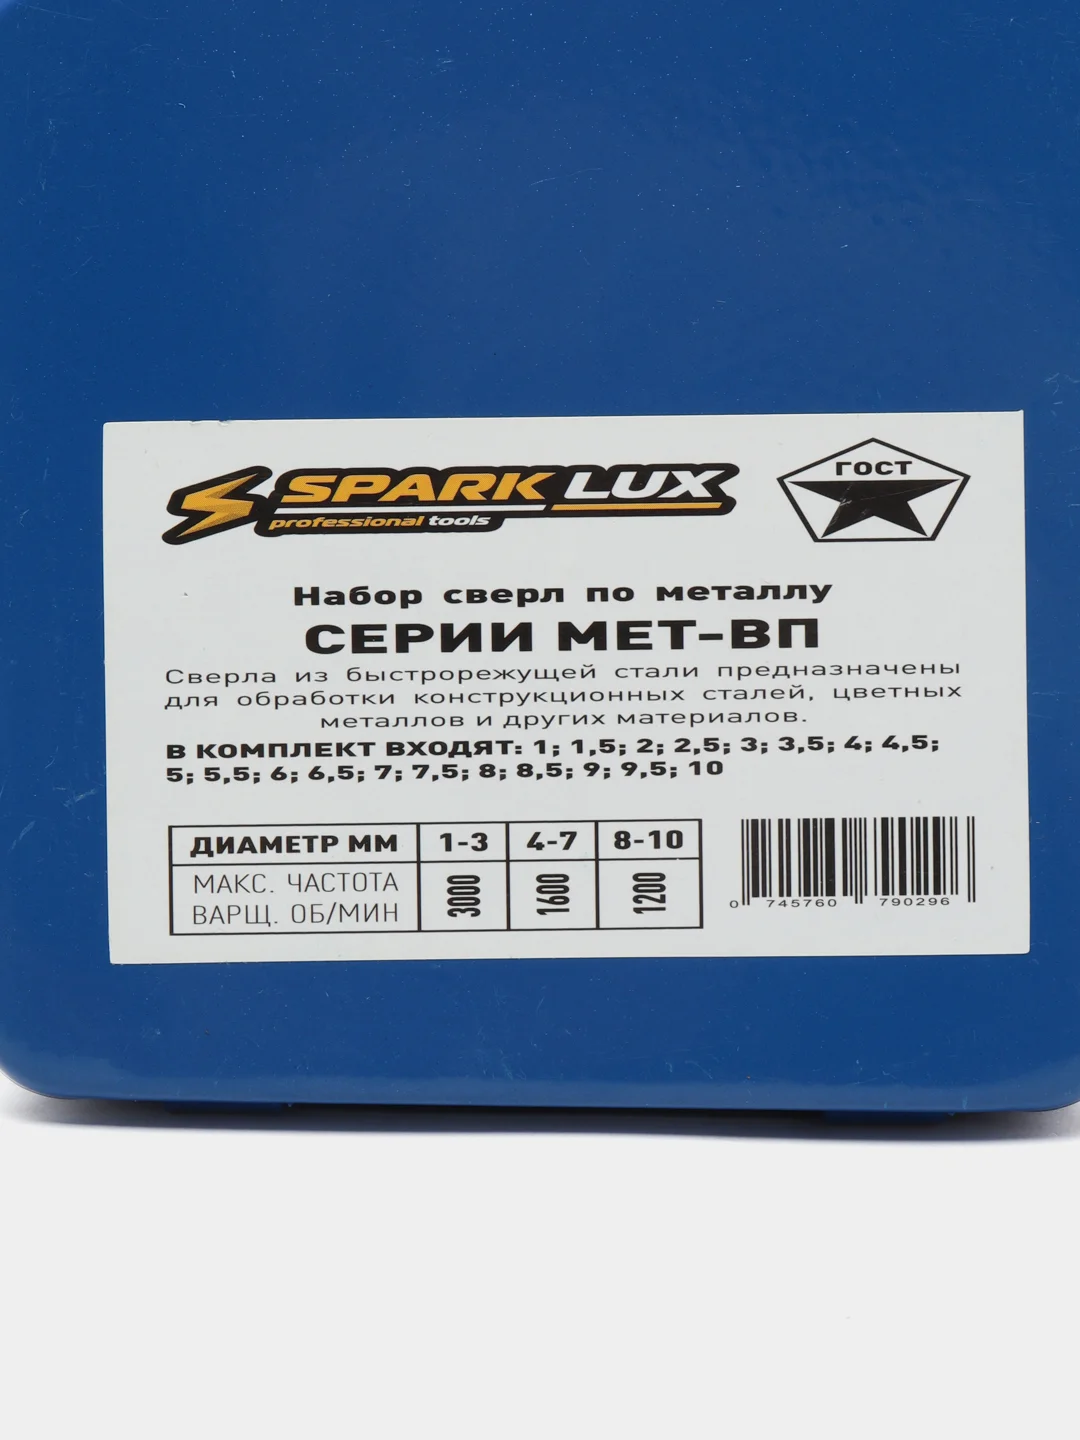 SPARK LUX
professional tools
ГОСТ
Набор сверл по металлу
СЕРИИ МЕТ-ВП
Сверла из быстрорежущей стали предназначены
для обработки конструкционных сталей, цветных
металлов и других материалов.
В КОМПЛЕКТ ВХОДЯТ: 1; 1,5; 2; 2,5; 3; 3,5; 4; 4,5;
5; 5,5; 6; 6,5; 7; 7,5; 8; 8,5; 9; 9,5; 10
ДИАМЕТР ММ 1-3 4-7 8-10
МАКС. ЧАСТОТА
ВАРЩ. ОБ/МИН 3000 1600 1200
0 745760 790296